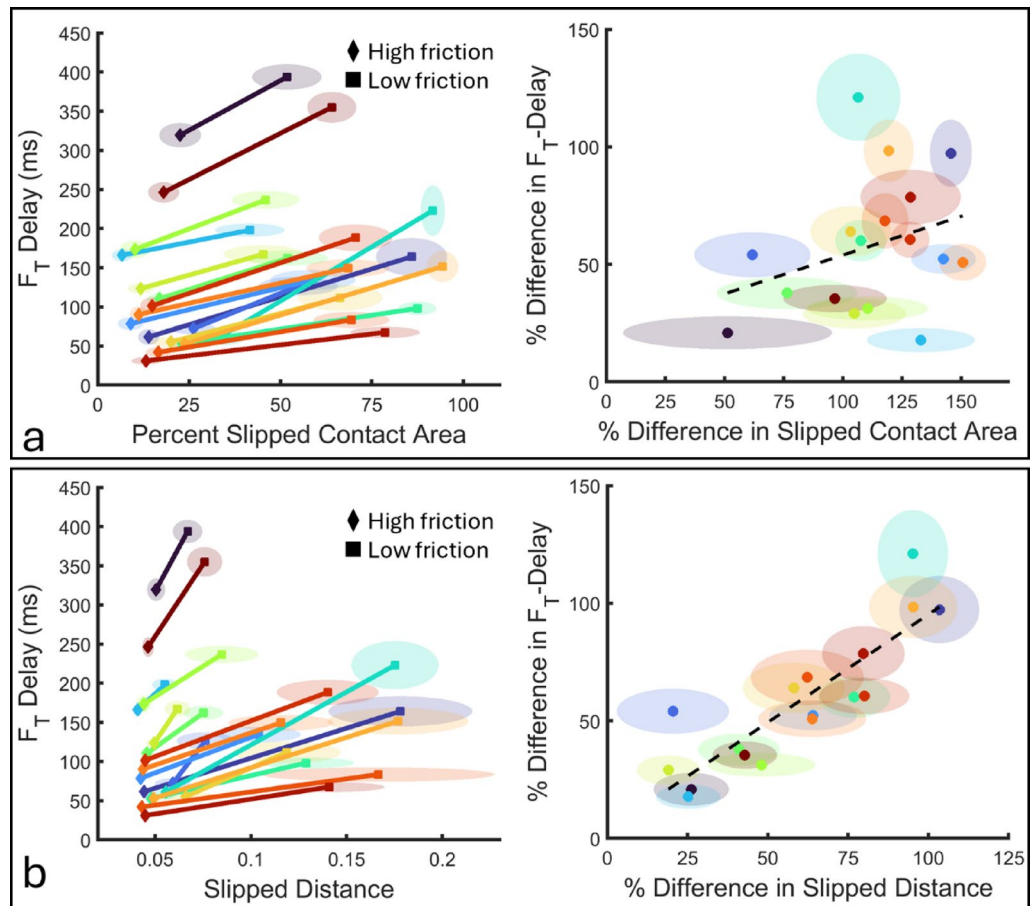 450
400
350
300
250
200
150
100
50
0
F_T Delay (ms)
High friction
Low friction
0 25 50 75 100
Percent Slipped Contact Area
a
150
100
50
0
% Difference in F_T-Delay
0 25 50 75 100 125 150
% Difference in Slipped Contact Area
450
400
350
300
250
200
150
100
50
0
F_T Delay (ms)
High friction
Low friction
0.05 0.1 0.15 0.2
Slipped Distance
b
150
100
50
0
% Difference in F_T-Delay
0 25 50 75 100 125
% Difference in Slipped Distance